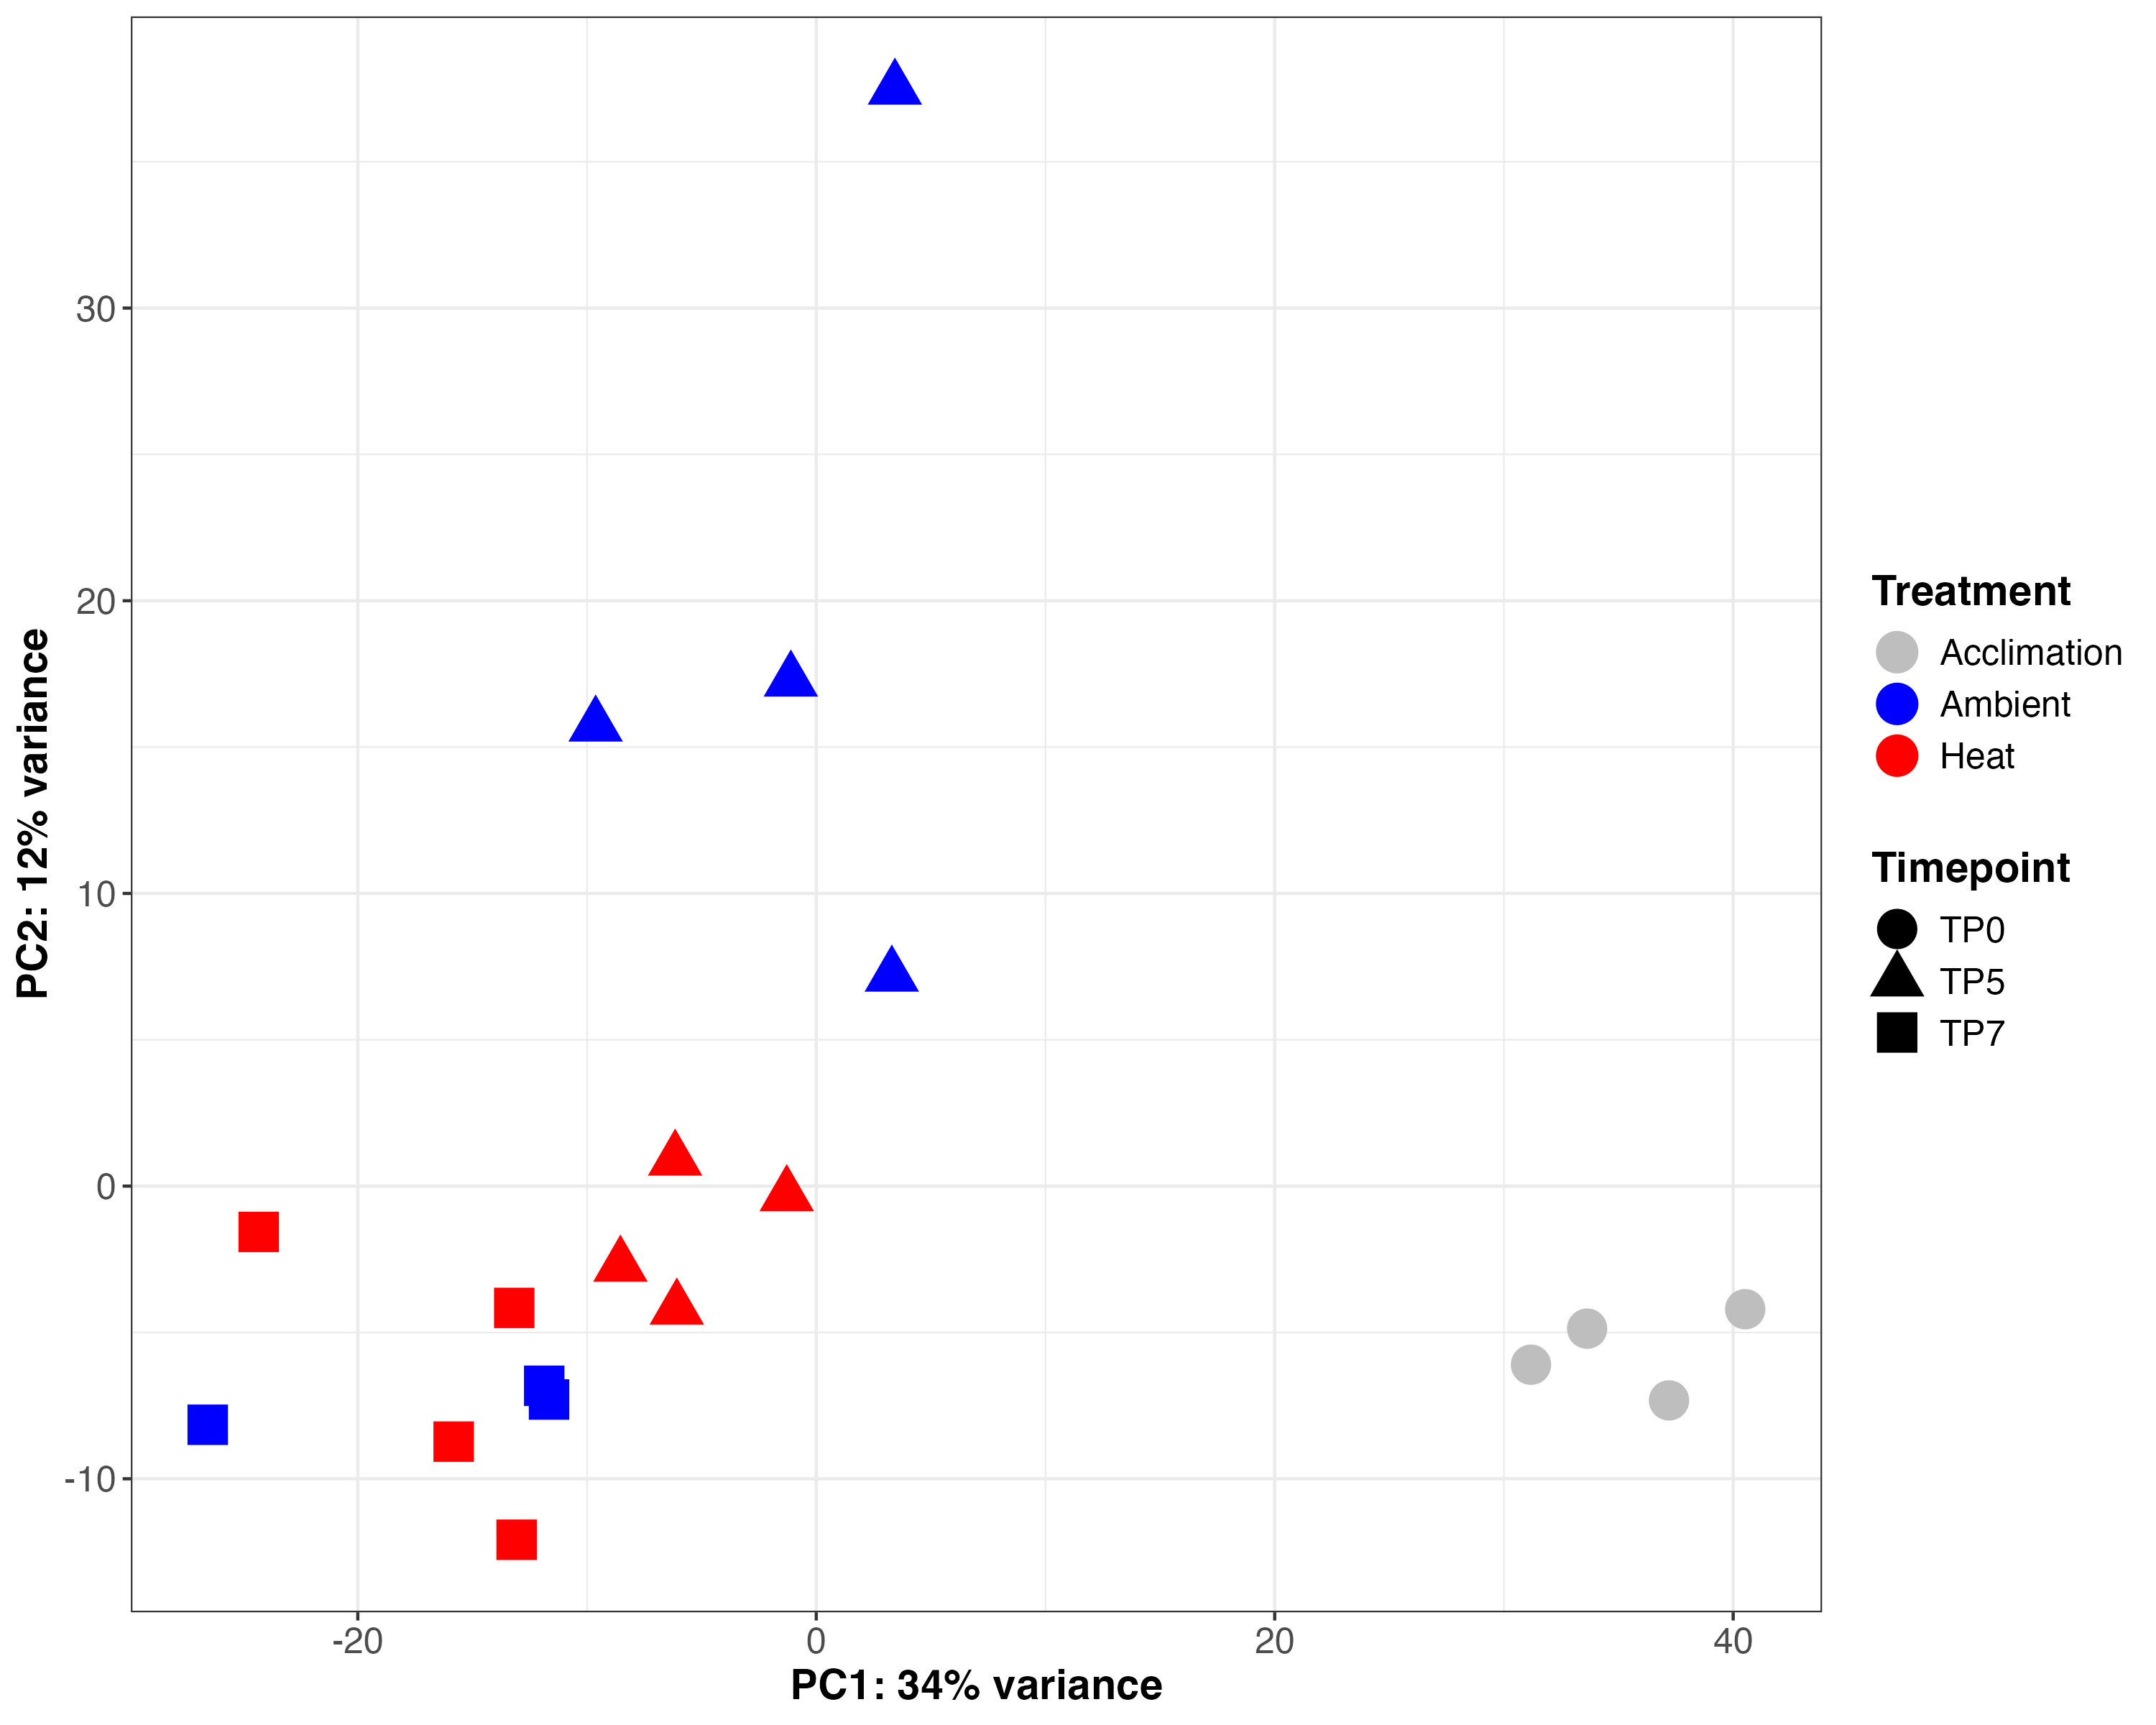 30
20
10
0
-10
PC2: 12% variance
-20 0 20 40
PC1: 34% variance
Treatment
Acclimation
Ambient
Heat
Timepoint
TP0
TP5
TP7